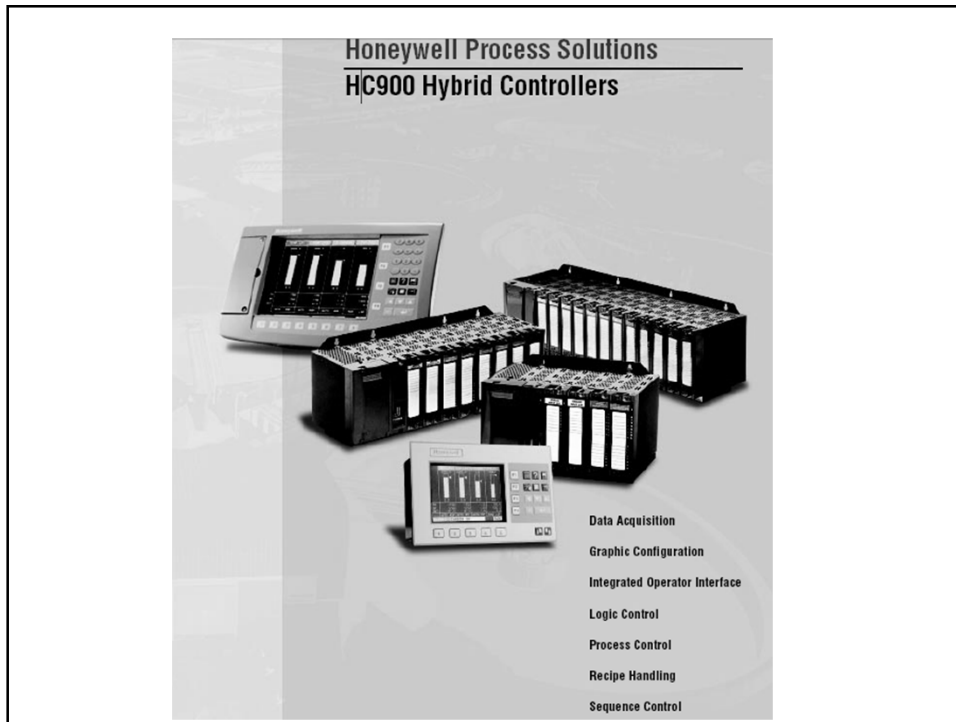 Honeywell Process Solutions
HC900 Hybrid Controllers
Honeywell
Data Acquisition
Graphic Configuration
Integrated Operator Interface
Logic Control
Process Control
Recipe Handling
Sequence Control